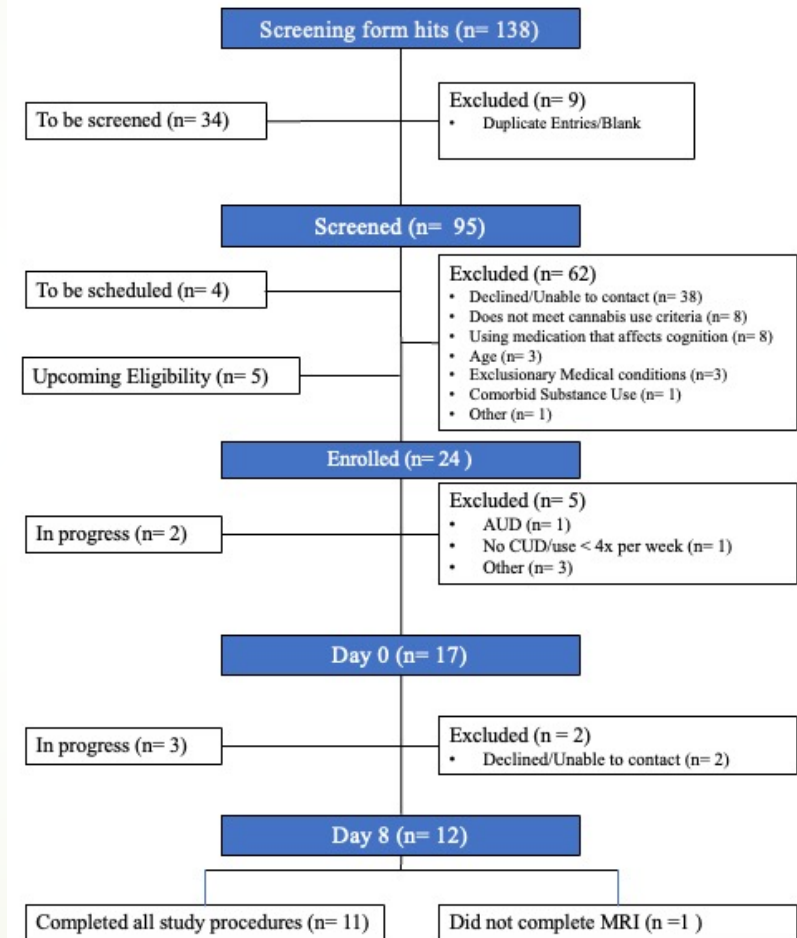 Screening form hits (n= 138)
To be screened (n= 34)
Excluded (n= 9)
• Duplicate Entries/Blank
Screened (n= 95)
To be scheduled (n= 4)
Upcoming Eligibility (n= 5)
Excluded (n= 62)
• Declined/Unable to contact (n= 38)
• Does not meet cannabis use criteria (n= 8)
• Using medication that affects cognition (n= 8)
• Age (n= 3)
• Exclusionary Medical conditions (n=3)
• Comorbid Substance Use (n= 1)
• Other (n= 1)
Enrolled (n= 24 )
In progress (n= 2)
Excluded (n= 5)
• AUD (n= 1)
• No CUD/use < 4x per week (n= 1)
• Other (n= 3)
Day 0 (n= 17)
In progress (n= 3)
Excluded (n = 2)
• Declined/Unable to contact (n= 2)
Day 8 (n= 12)
Completed all study procedures (n= 11)
Did not complete MRI (n =1 )